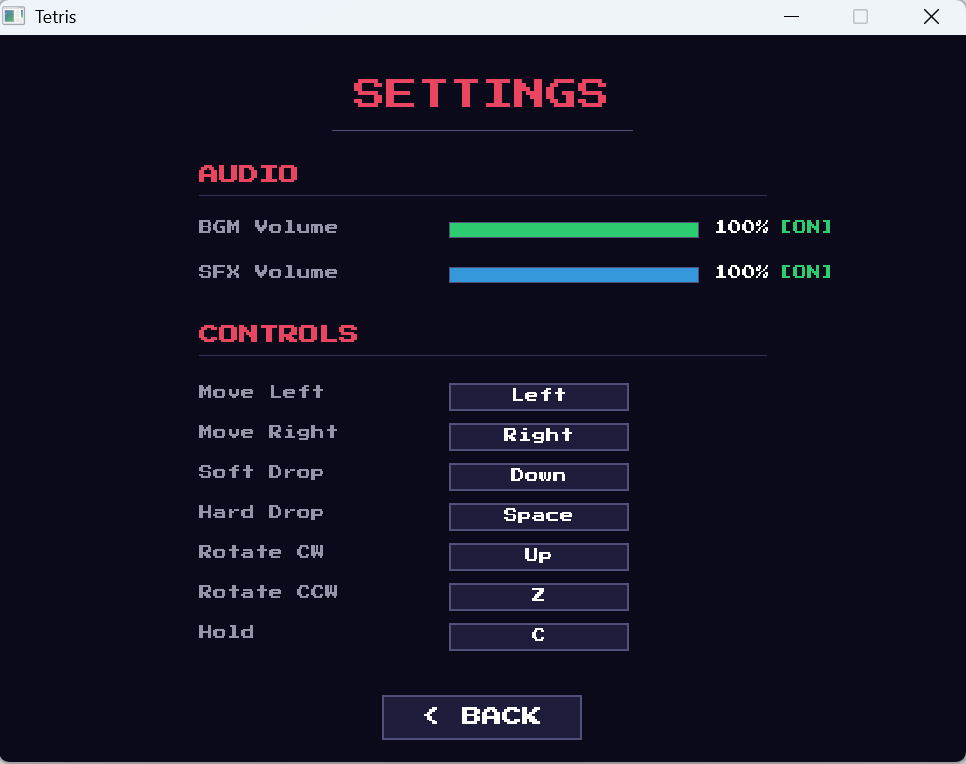 Tetris
SETTINGS
AUDIO
BGM Volume 100% [ON]
SFX Volume 100% [ON]
CONTROLS
Move Left Left
Move Right Right
Soft Drop Down
Hard Drop Space
Rotate CW Up
Rotate CCW Z
Hold C
< BACK